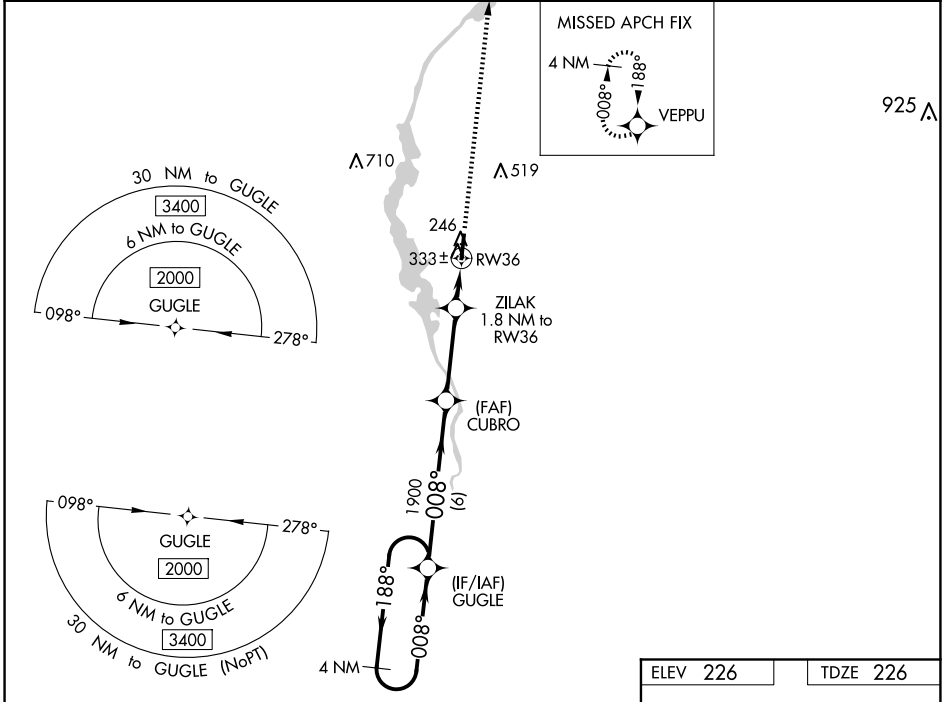 MISSED APCH FIX
4 NM
008°
188°
VEPPU
925
710
519
30 NM to GUGLE
3400
6 NM to GUGLE
2000
GUGLE
098°
278°
246
333±
RW36
ZILAK
1.8 NM to
RW36
(FAF)
CUBRO
1900
008°
(6)
098°
278°
GUGLE
2000
6 NM to GUGLE
3400
30 NM to GUGLE (NoPT)
188°
008°
(IF/IAF)
GUGLE
4 NM
ELEV 226
TDZE 226